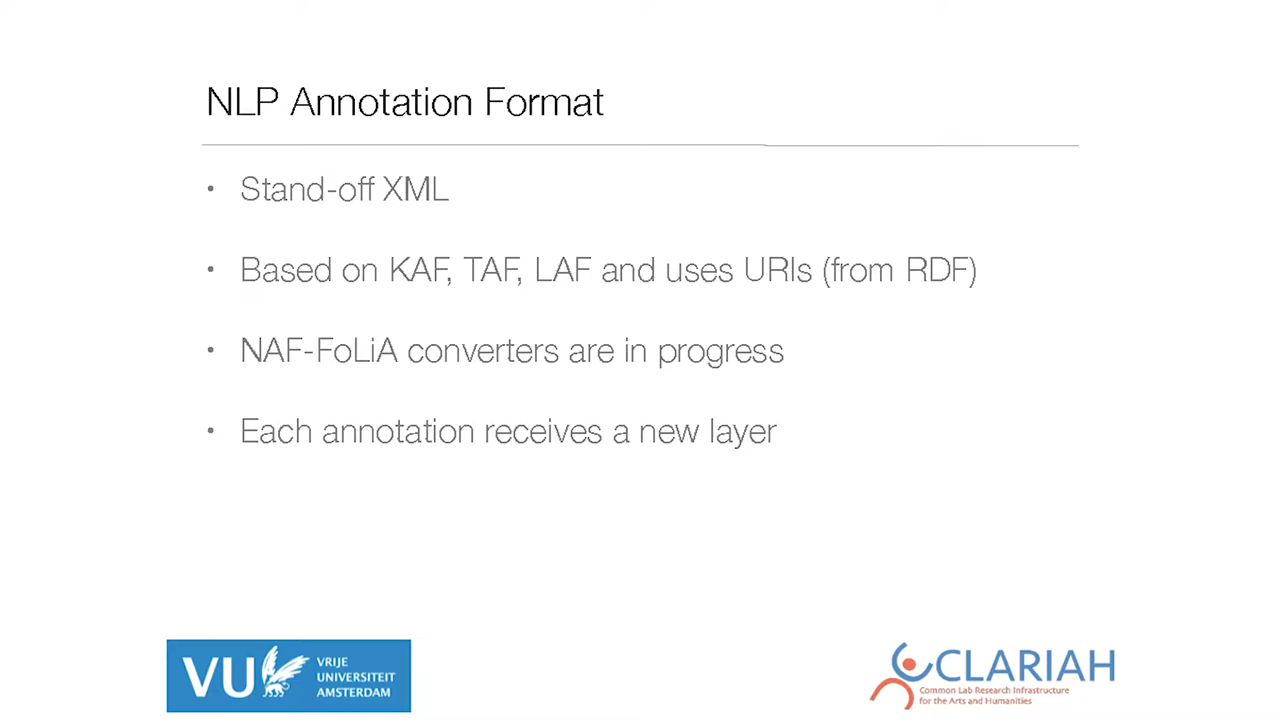 NLP Annotation Format
• Stand-off XML
• Based on KAF, TAF, LAF and uses URIs (from RDF)
• NAF-FoLiA converters are in progress
• Each annotation receives a new layer
VU VRIJE
UNIVERSITEIT
AMSTERDAM
CLARIAH
Common Lab Research Infrastructure
for the Arts and Humanities